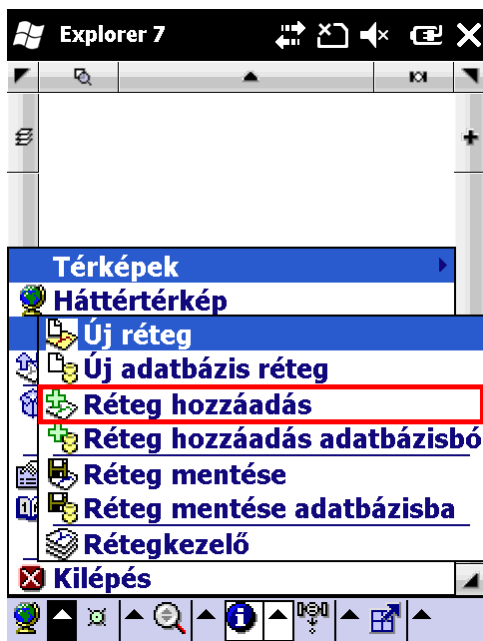 Explorer 7
Térképek
Háttértérkép
Új réteg
Új adatbázis réteg
Réteg hozzáadás
Réteg hozzáadás adatbázisbó
Réteg mentése
Réteg mentése adatbázisba
Rétegkezelő
Kilépés